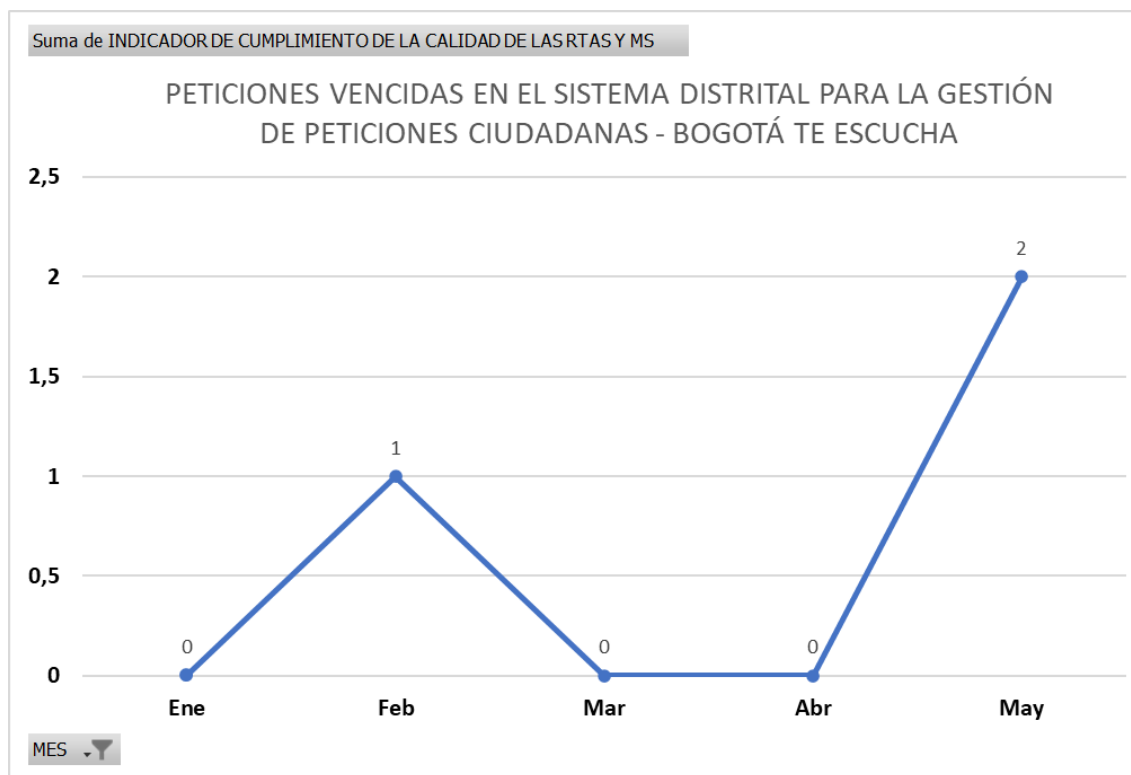 Suma de INDICADOR DE CUMPLIMIENTO DE LA CALIDAD DE LAS RTAS Y MS
PETICIONES VENCIDAS EN EL SISTEMA DISTRITAL PARA LA GESTIÓN
DE PETICIONES CIUDADANAS - BOGOTÁ TE ESCUCHA
2,5
2
1,5
1
0,5
0
0
1
0
0
2
Ene Feb Mar Abr May
MES